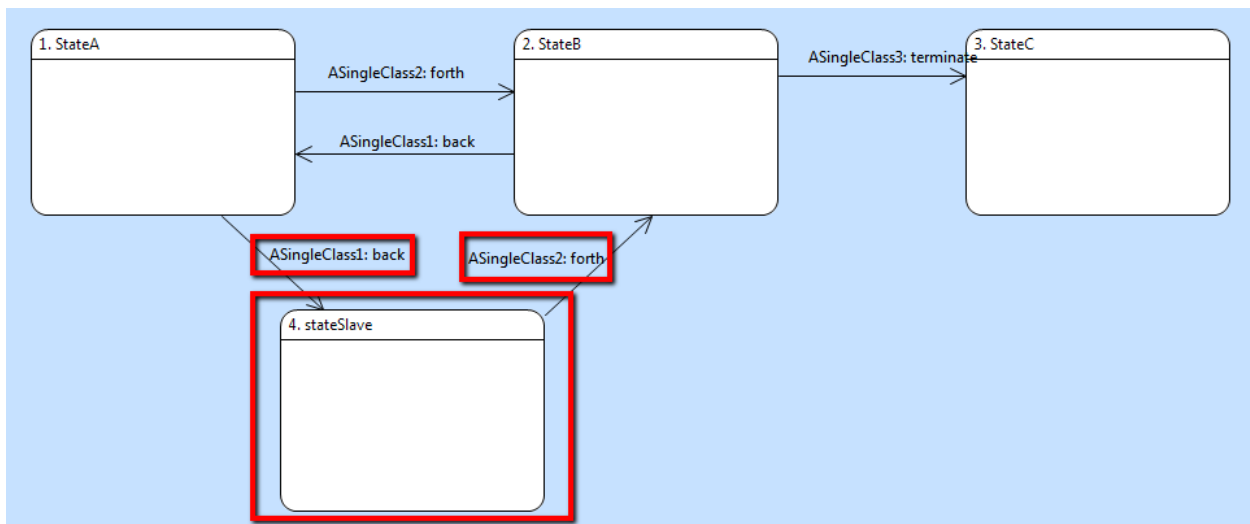 1. StateA
2. StateB
3. StateC
ASingleClass2: forth
ASingleClass3: terminate
ASingleClass1: back
ASingleClass1: back
ASingleClass2: forth
4. stateSlave